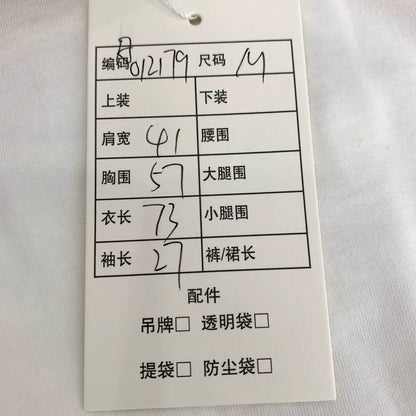 编码 012179 尺码 M
上装 下装
肩宽 41 腰围
胸围 57 大腿围
衣长 73 小腿围
袖长 27 裤/裙长
配件
吊牌□ 透明袋□
提袋□ 防尘袋□